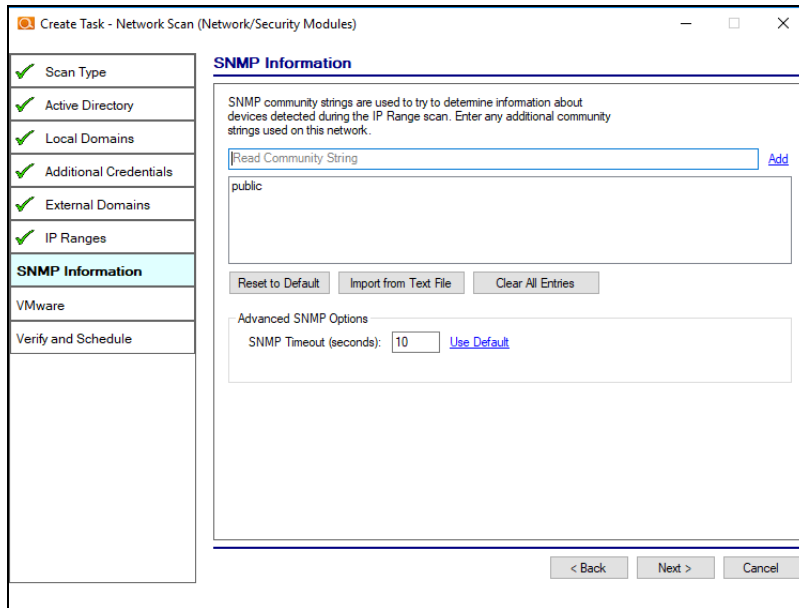 Create Task - Network Scan (Network/Security Modules)
Scan Type
Active Directory
Local Domains
Additional Credentials
External Domains
IP Ranges
SNMP Information
VMware
Verify and Schedule
SNMP Information
SNMP community strings are used to try to determine information about
devices detected during the IP Range scan. Enter any additional community
strings used on this network.
Read Community String
Add
public
Reset to Default
Import from Text File
Clear All Entries
Advanced SNMP Options
SNMP Timeout (seconds): 10 Use Default
< Back
Next >
Cancel